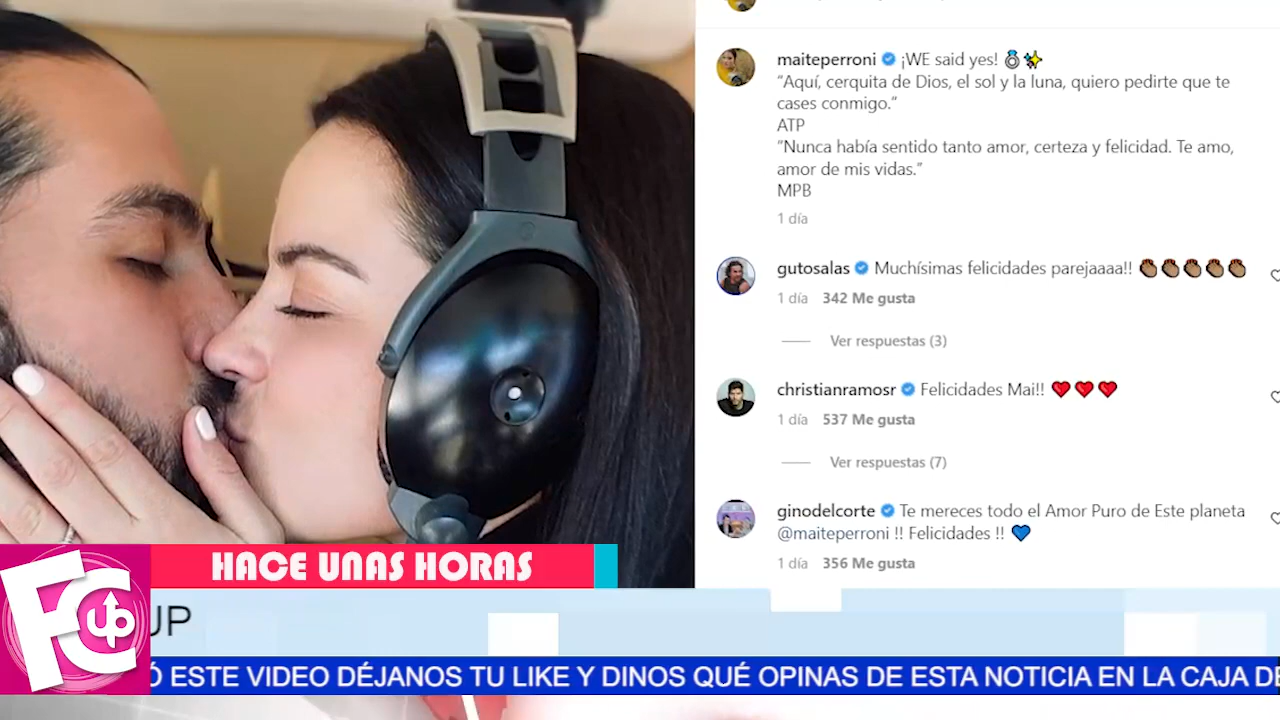 maiteperroni ¡WE said yes! 💍✨
“Aquí, cerquita de Dios, el sol y la luna, quiero pedirte que te
cases conmigo.”
ATP
”Nunca había sentido tanto amor, certeza y felicidad. Te amo,
amor de mis vidas.”
MPB
1 día
gutosalas Muchísimas felicidades parejaaaa!! 👏🏽👏🏽👏🏽👏🏽👏🏽
1 día 342 Me gusta
Ver respuestas (3)
christianramosr Felicidades Mai!! ❤️❤️❤️
1 día 537 Me gusta
Ver respuestas (7)
ginodelcorte Te mereces todo el Amor Puro de Este planeta
@maiteperroni !! Felicidades !! 💙
1 día 356 Me gusta
HACE UNAS HORAS
FC up
UP
Ó ESTE VIDEO DÉJANOS TU LIKE Y DINOS QUÉ OPINAS DE ESTA NOTICIA EN LA CAJA DE